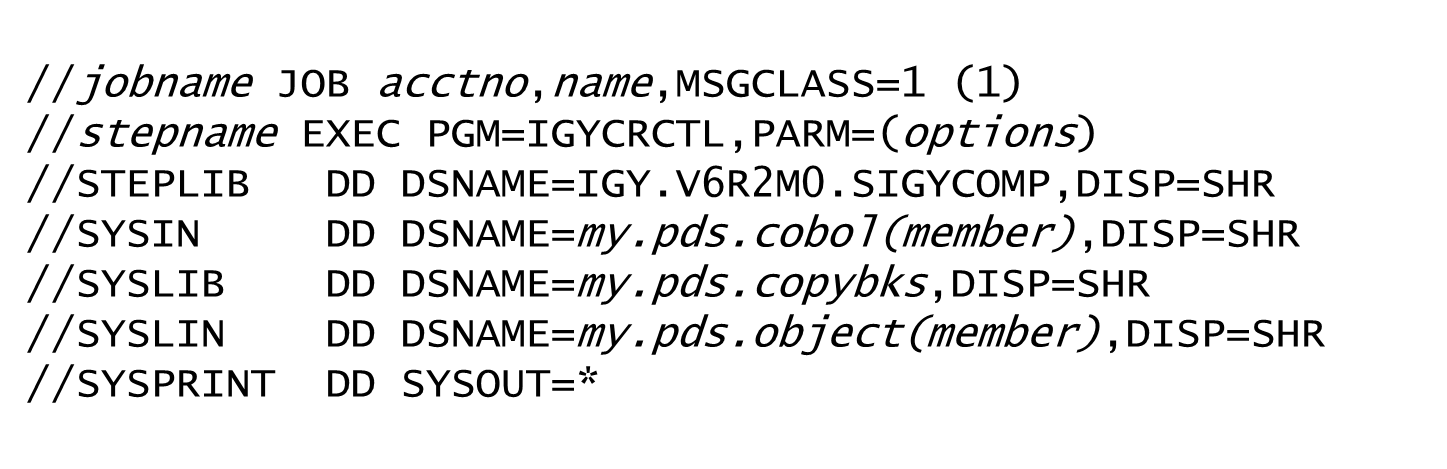 //jobname JOB acctno,name,MSGCLASS=1 (1)
//stepname EXEC PGM=IGYCRCTL,PARM=(options)
//STEPLIB   DD DSNAME=IGY.V6R2M0.SIGYCOMP,DISP=SHR
//SYSIN     DD DSNAME=my.pds.cobol(member),DISP=SHR
//SYSLIB    DD DSNAME=my.pds.copybks,DISP=SHR
//SYSLIN    DD DSNAME=my.pds.object(member),DISP=SHR
//SYSPRINT  DD SYSOUT=*